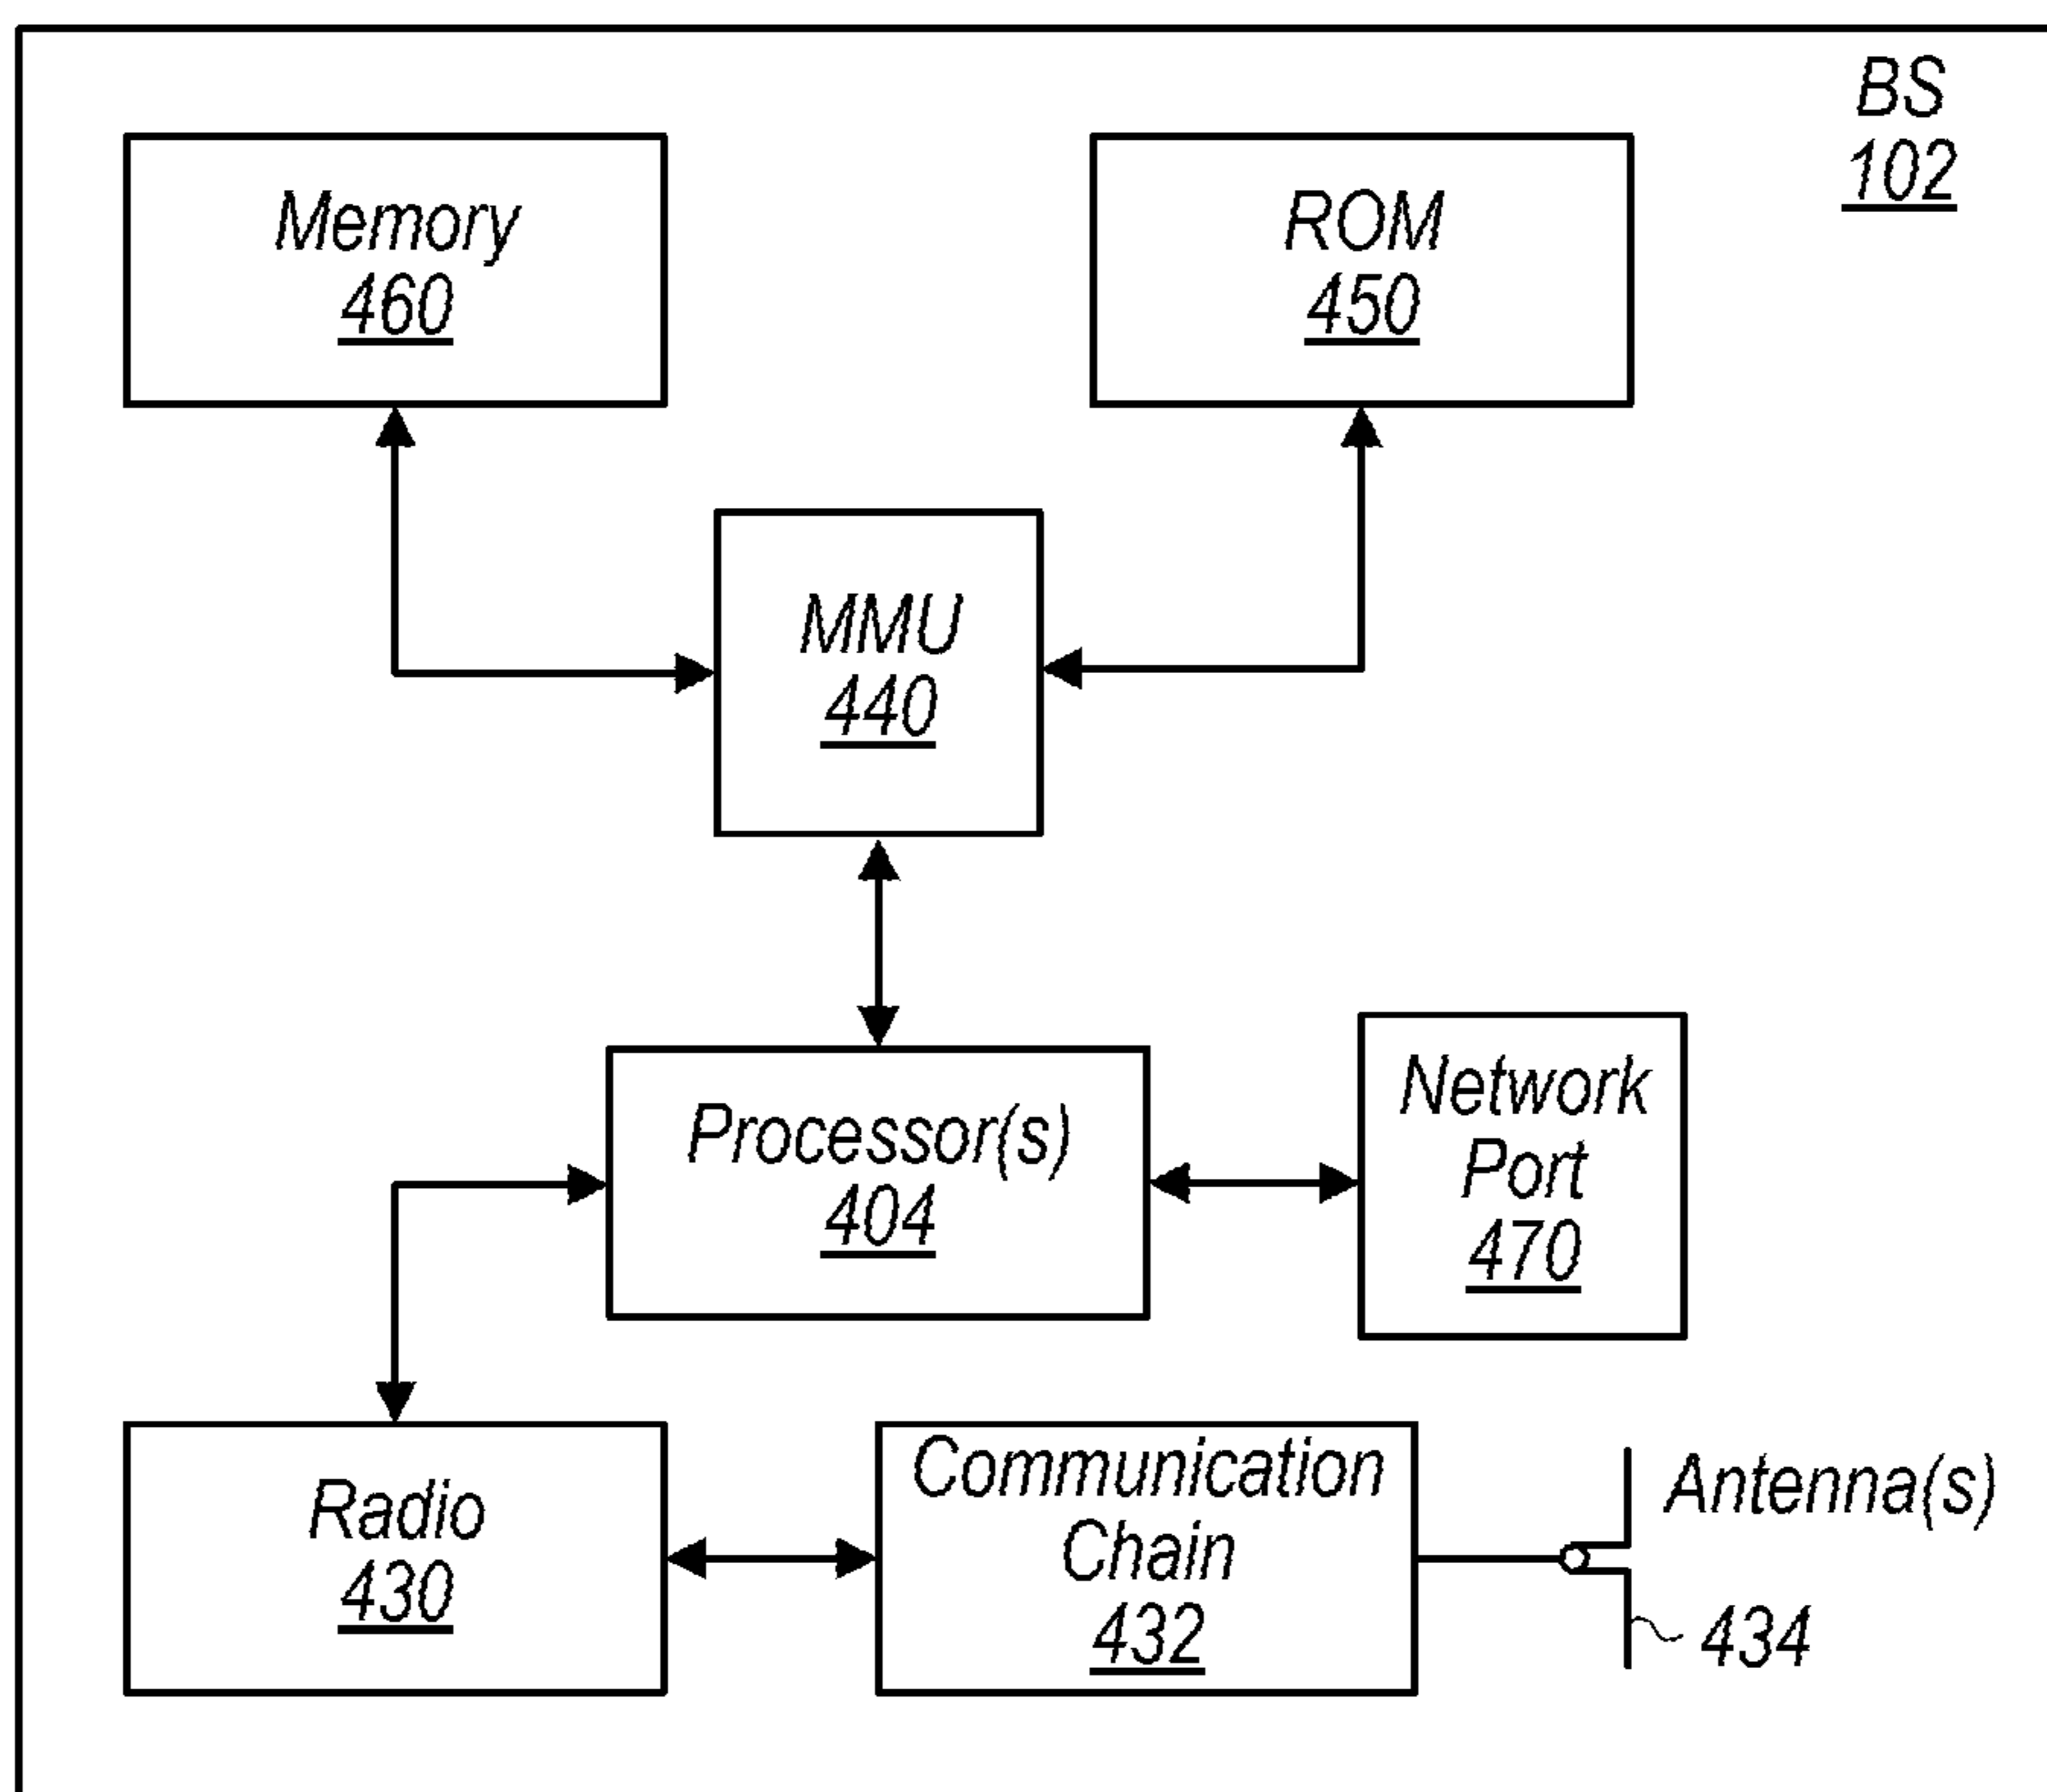 BS
102
Memory
460
ROM
450
MMU
440
Processor(s)
404
Network
Port
470
Radio
430
Communication
Chain
432
Antenna(s)
434